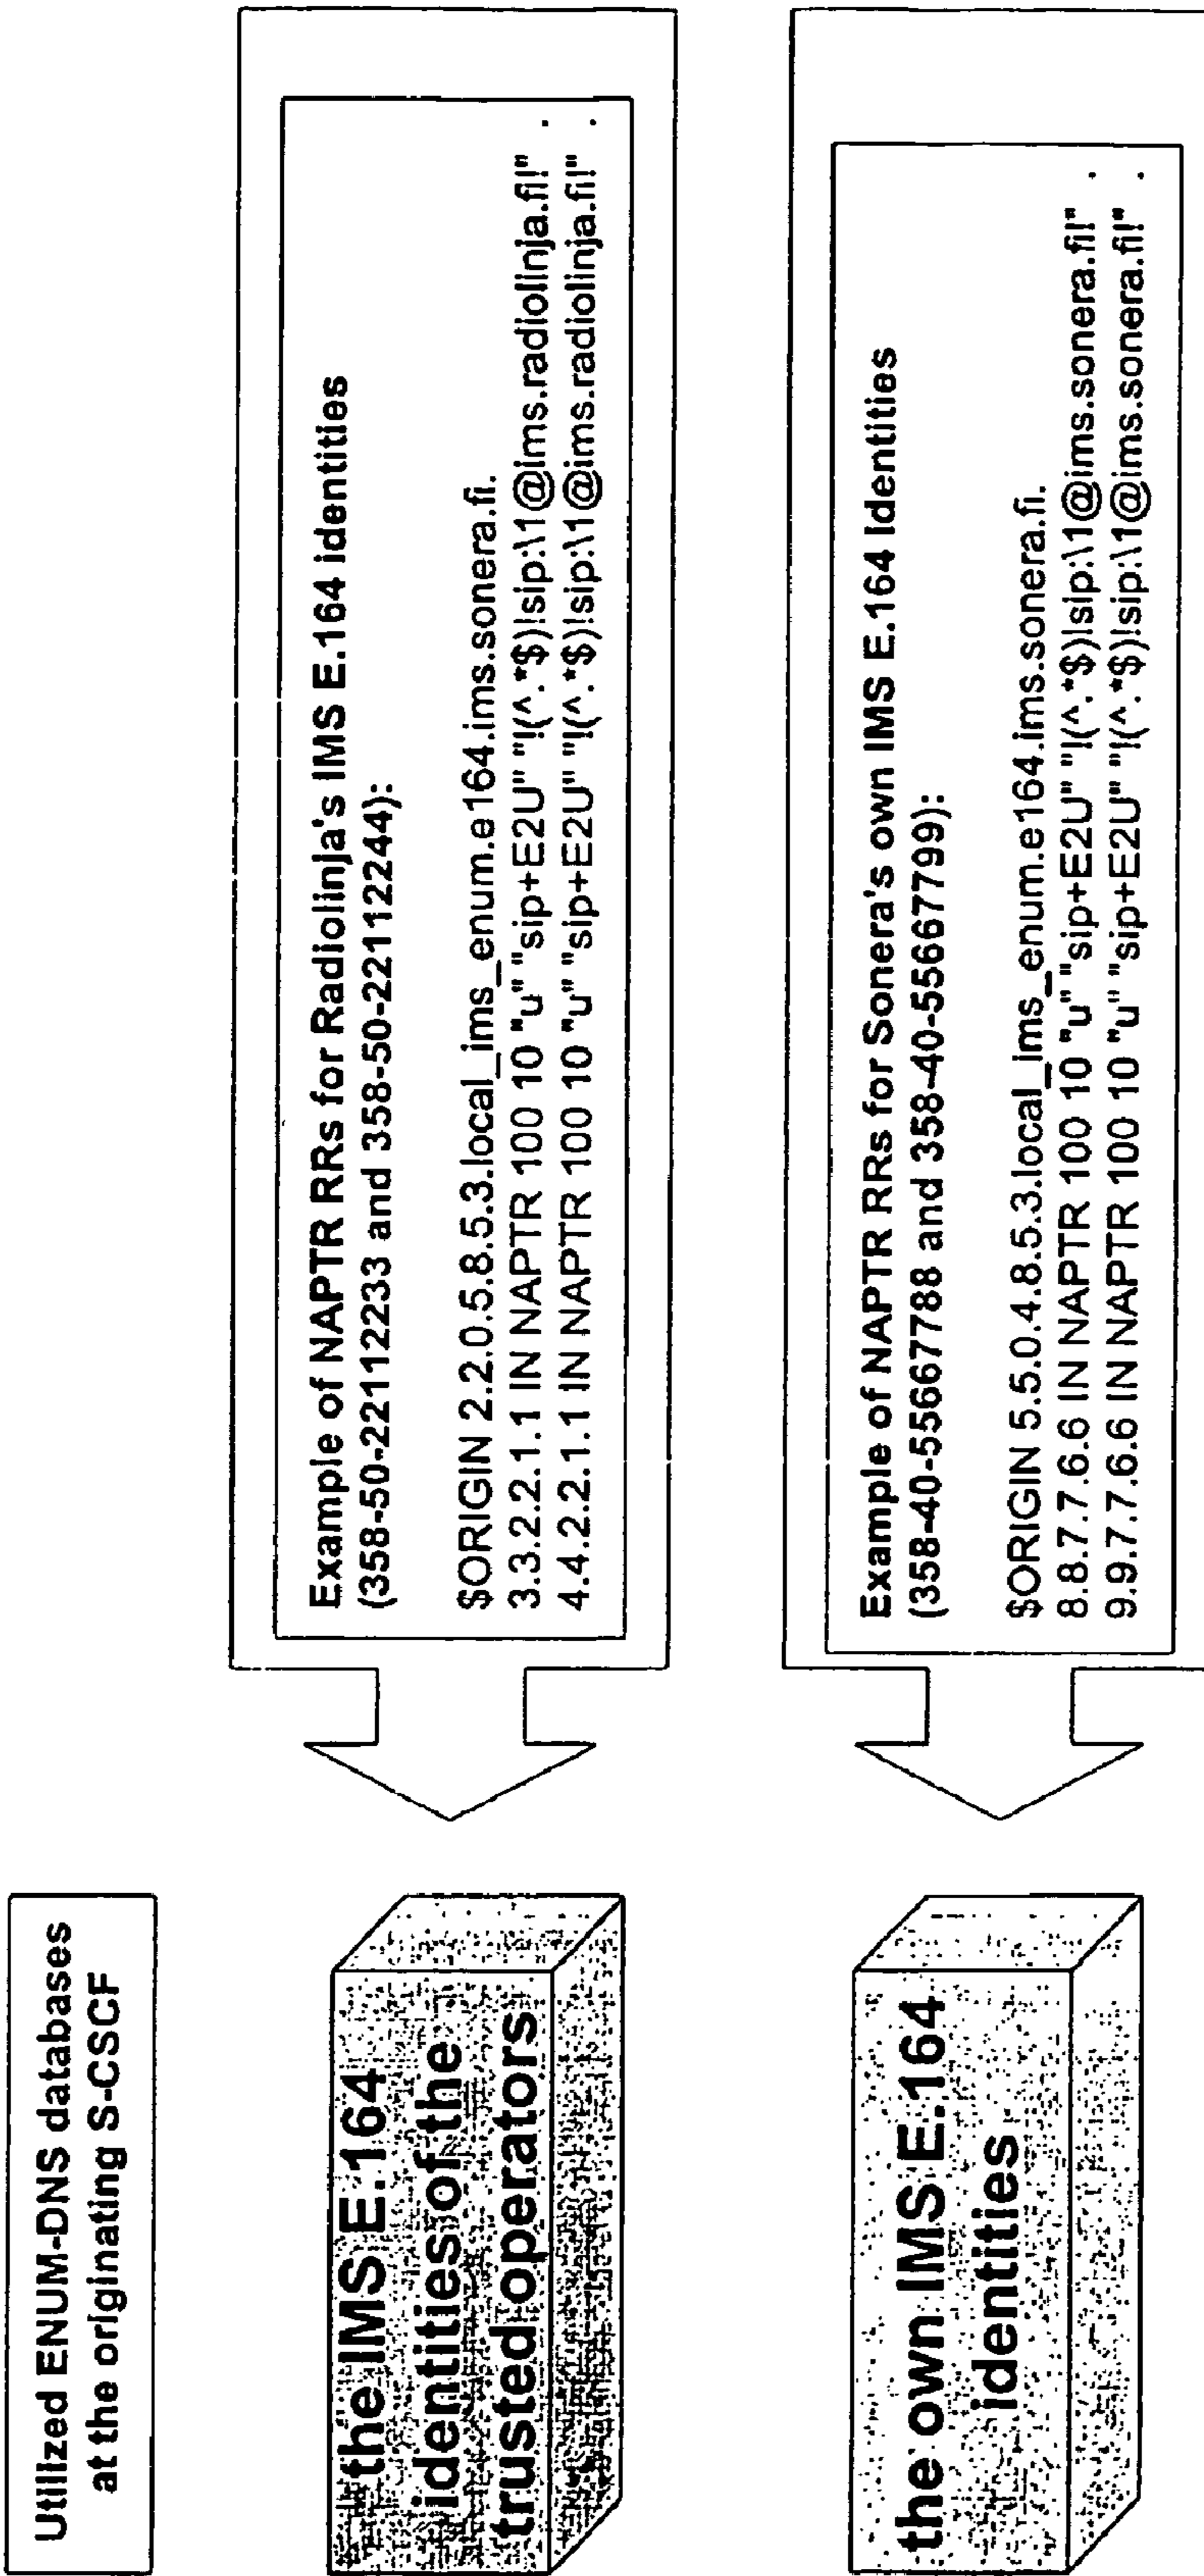 Utilized ENUM-DNS databases
at the originating S-CSCF
the IMS E.164
identities of the
trusted operators
Example of NAPTR RRs for Radiolinja's IMS E.164 identities
(358-50-22112233 and 358-50-22112244):
$ORIGIN 2.2.0.5.8.5.3.local_ims_enum.e164.ims.sonera.fi.
3.3.2.2.1.1 IN NAPTR 100 10 "u" "sip+E2U" "!(^.*$)!sip:\1@ims.radiolinja.fi!" .
4.4.2.2.1.1 IN NAPTR 100 10 "u" "sip+E2U" "!(^.*$)!sip:\1@ims.radiolinja.fi!" .
the own IMS E.164
identities
Example of NAPTR RRs for Sonera's own IMS E.164 Identities
(358-40-55667788 and 358-40-55667799):
$ORIGIN 5.5.0.4.8.5.3.local_ims_enum.e164.ims.sonera.fi.
8.8.7.7.6.6 IN NAPTR 100 10 "u" "sip+E2U" "!(^.*$)!sip:\1@ims.sonera.fi!" .
9.9.7.7.6.6 IN NAPTR 100 10 "u" "sip+E2U" "!(^.*$)!sip:\1@ims.sonera.fi!" .